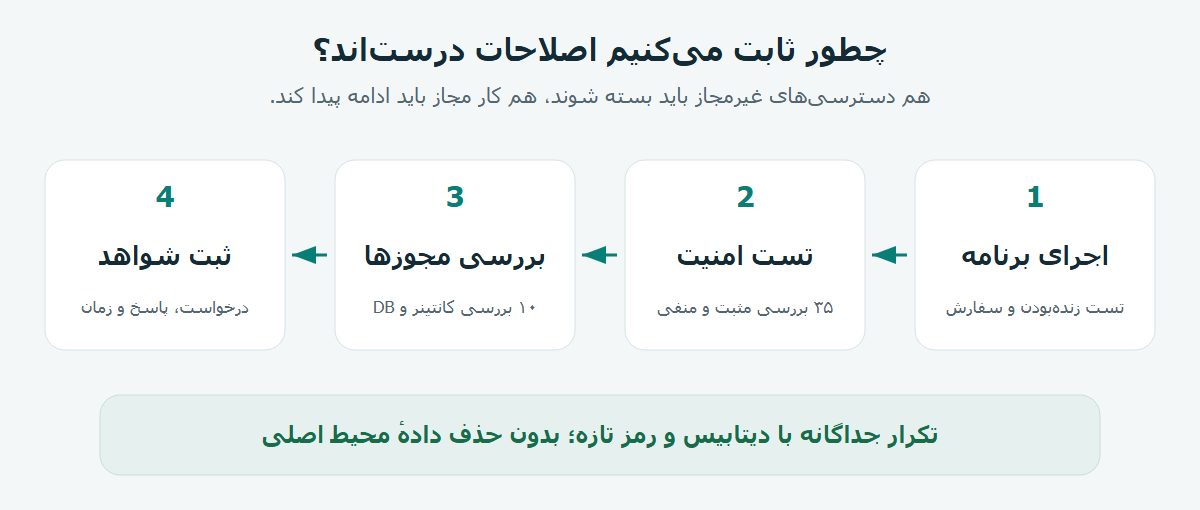 چطور ثابت می‌کنیم اصلاحات درست‌اند؟
هم دسترسی‌های غیرمجاز باید بسته شوند، هم کار مجاز باید ادامه پیدا کند.
1
اجرای برنامه
تست زنده‌بودن و سفارش
2
تست امنیت
۳۵ بررسی مثبت و منفی
3
بررسی مجوزها
۱۰ بررسی کانتینر و DB
4
ثبت شواهد
درخواست، پاسخ و زمان
تکرار جداگانه با دیتابیس و رمز تازه؛ بدون حذف دادهٔ محیط اصلی